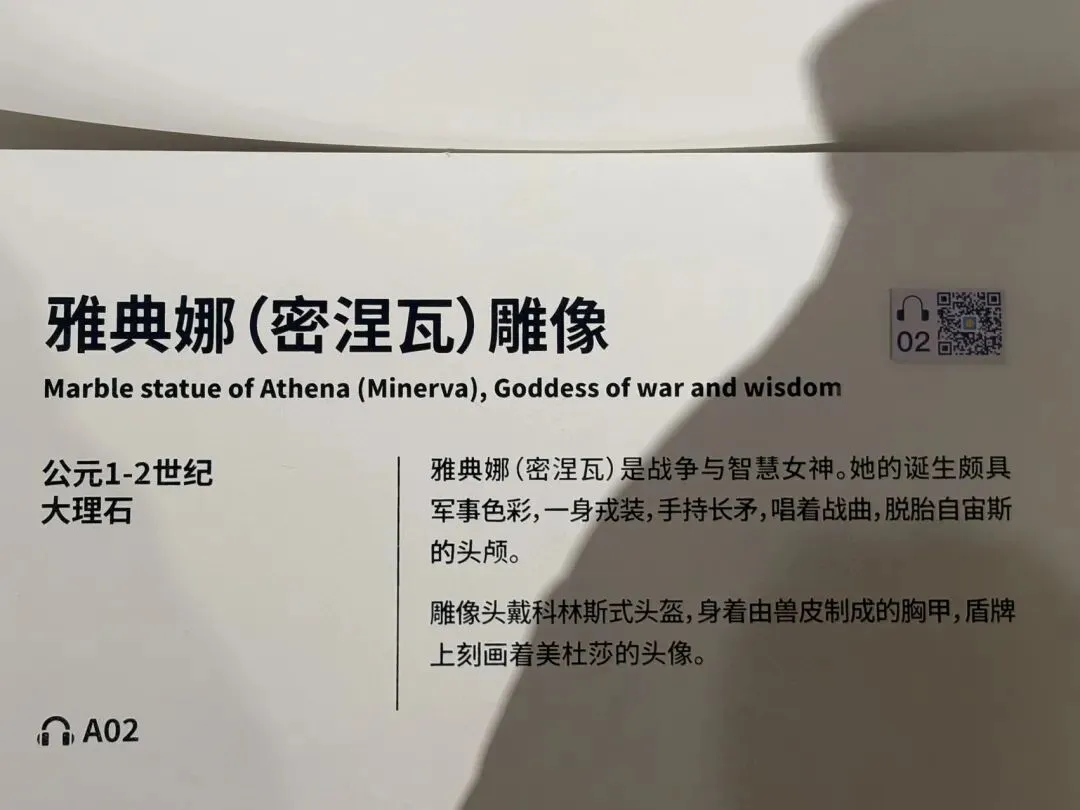 雅典娜（密涅瓦）雕像
02
Marble statue of Athena (Minerva), Goddess of war and wisdom
公元1-2世纪
大理石
雅典娜（密涅瓦）是战争与智慧女神。她的诞生颇具
军事色彩，一身戎装，手持长矛，唱着战曲，脱胎自宙斯
的头颅。
雕像头戴科林斯式头盔，身着由兽皮制成的胸甲，盾牌
上刻画着美杜莎的头像。
A02